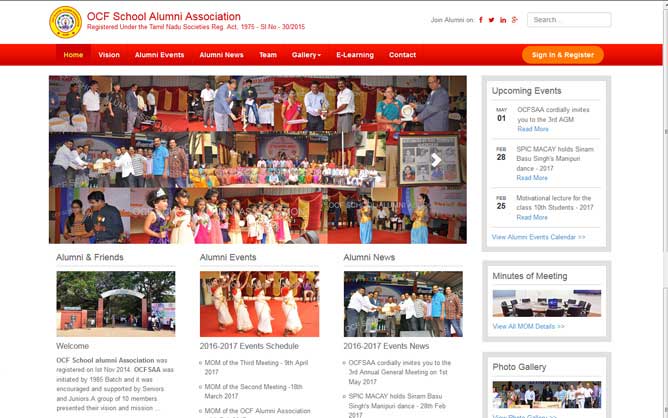 OCF School Alumni Association
Registered Under the Tamil Nadu Societies Reg. Act, 1975 - Sl No.- 30/2015
Join Alumni on:
Search...
Home Vision Alumni Events Alumni News Team Gallery E-Learning Contact
Sign In & Register
Upcoming Events
MAY
01
OCFSAA cordially invites
you to the 3rd AGM
Read More
FEB
28
SPIC MACAY holds Sinam
Basu Singh's Manipuri
dance - 2017
Read More
FEB
25
Motivational lecture for the
class 10th Students - 2017
Read More
View Alumni Events Calendar >>
Alumni & Friends
Welcome
OCF School alumni Association was
registered on Ist Nov 2014. OCFSAA was
initiated by 1985 Batch and it was
encouraged and supported by Seniors
and Juniors.A group of 10 members
presented their vision and mission ...
Alumni Events
2016-2017 Events Schedule
MOM of the Third Meeting - 9th April
2017
MOM of the Second Meeting -18th
March 2017
MOM of the OCF Alumni Association
Alumni News
2016-2017 Events News
OCFSAA cordially invites you to the
3rd Annual General Meeting on 1st
May 2017
SPIC MACAY holds Sinam Basu
Singh's Manipuri dance - 28th Feb
2017
Minutes of Meeting
View All MOM Details >>
Photo Gallery
View Photo Gallery >>